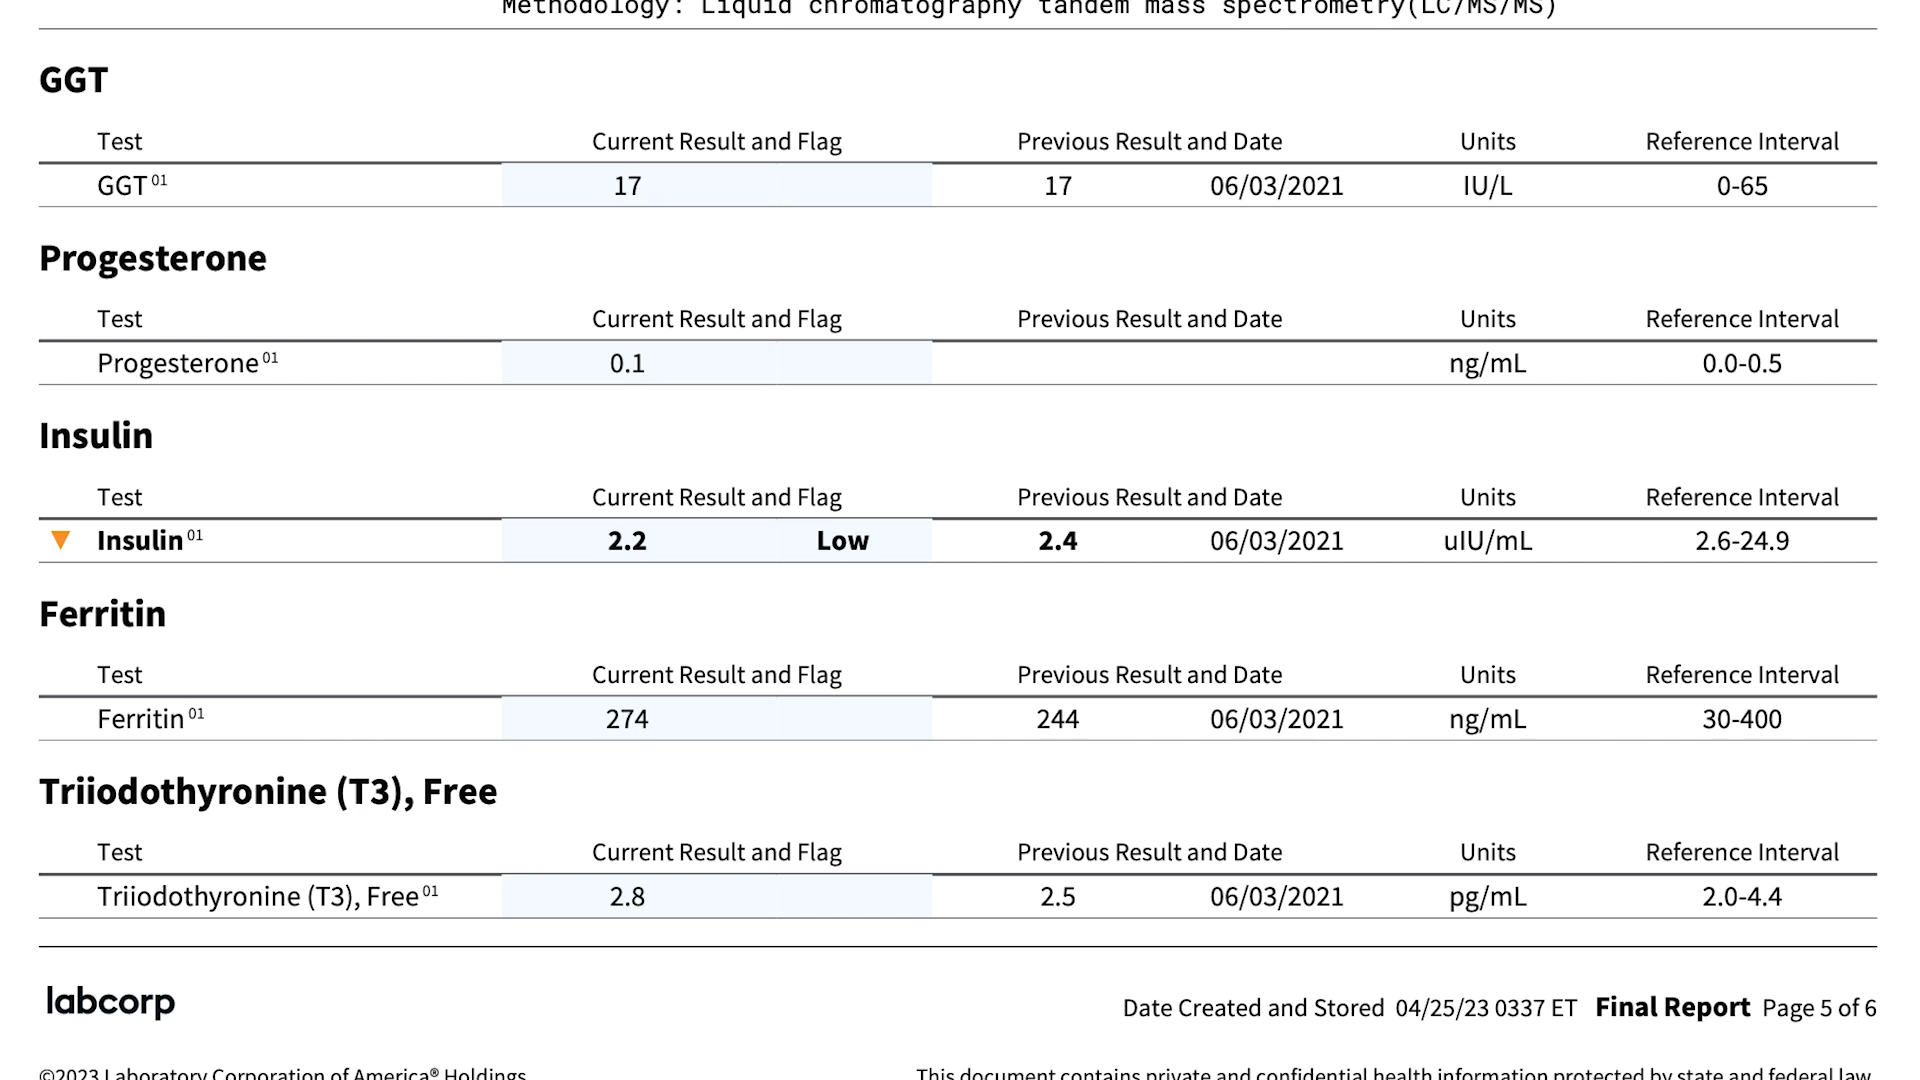 Methodology: Liquid chromatography tandem mass spectrometry(LC/MS/MS)
GGT
Test Current Result and Flag Previous Result and Date Units Reference Interval
GGT 01 17 17 06/03/2021 IU/L 0-65
Progesterone
Test Current Result and Flag Previous Result and Date Units Reference Interval
Progesterone 01 0.1 ng/mL 0.0-0.5
Insulin
Test Current Result and Flag Previous Result and Date Units Reference Interval
▼ Insulin 01 2.2 Low 2.4 06/03/2021 uIU/mL 2.6-24.9
Ferritin
Test Current Result and Flag Previous Result and Date Units Reference Interval
Ferritin 01 274 244 06/03/2021 ng/mL 30-400
Triiodothyronine (T3), Free
Test Current Result and Flag Previous Result and Date Units Reference Interval
Triiodothyronine (T3), Free 01 2.8 2.5 06/03/2021 pg/mL 2.0-4.4
labcorp
Date Created and Stored 04/25/23 0337 ET Final Report Page 5 of 6
©2023 Laboratory Corporation of America® Holdings
This document contains private and confidential health information protected by state and federal law.